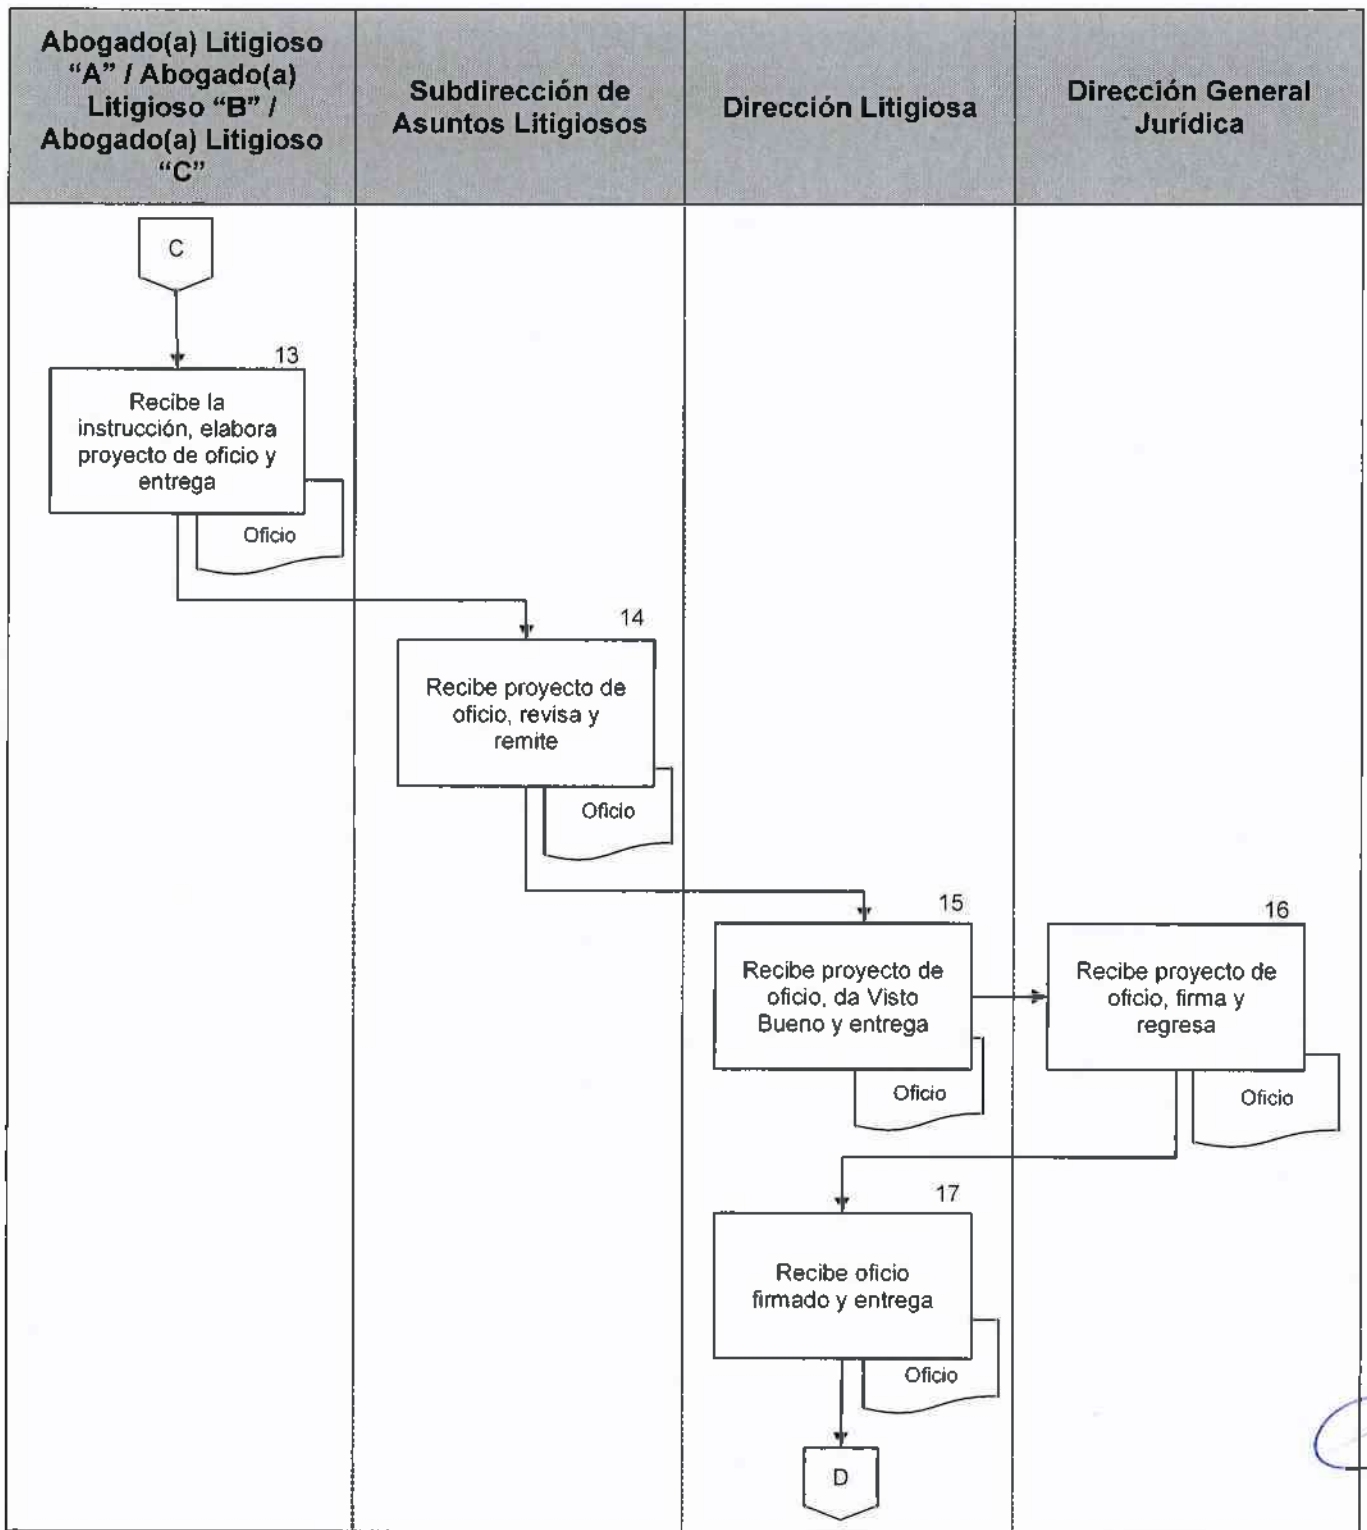 Abogado(a) Litigioso
“A” / Abogado(a)
Litigioso “B” /
Abogado(a) Litigioso
“C”
Subdirección de
Asuntos Litigiosos
Dirección Litigiosa
Dirección General
Jurídica
C
13
Recibe la
instrucción, elabora
proyecto de oficio y
entrega
Oficio
14
Recibe proyecto de
oficio, revisa y
remite
Oficio
15
Recibe proyecto de
oficio, da Visto
Bueno y entrega
Oficio
16
Recibe proyecto de
oficio, firma y
regresa
Oficio
17
Recibe oficio
firmado y entrega
Oficio
D